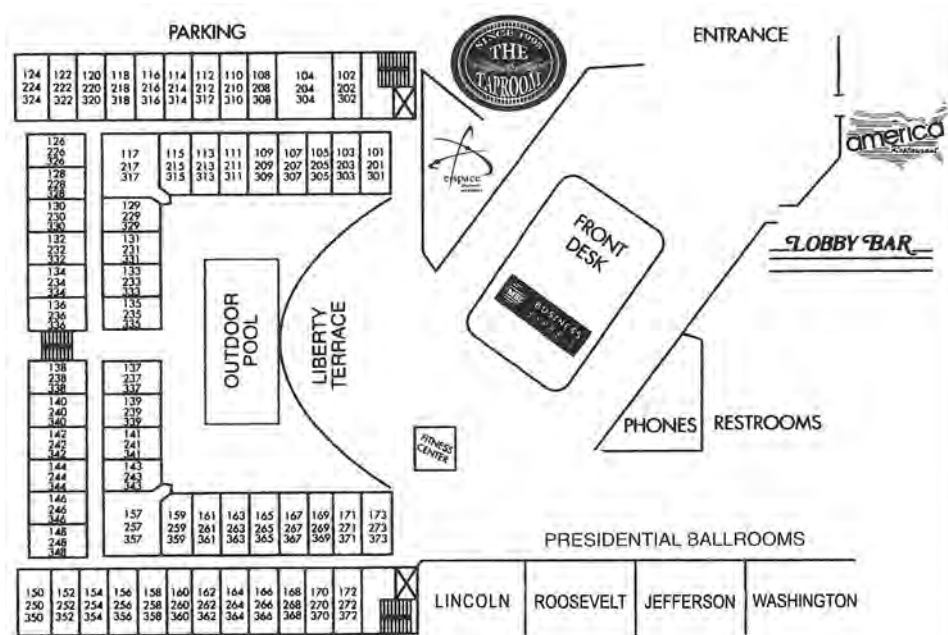 PARKING
ENTRANCE
SINCE 1998
THE
TAPROOM
america
Restaurant
124 122 120 118 116 114 112 110 108 104 102
224 222 220 218 216 214 212 210 208 204 202
324 322 320 318 316 314 312 310 308 304 302
117 115 113 111 109 107 105 103 101
217 215 213 211 209 207 205 203 201
317 315 313 311 309 307 305 303 301
126
226
326
128
228
328
130
230
330
132
232
332
134
234
334
136
236
336
129
229
329
131
231
331
133
233
333
135
235
335
138
238
338
140
240
340
142
242
342
144
244
344
146
246
346
148
248
348
137
237
337
139
239
339
141
241
341
143
243
343
OUTDOOR
POOL
LIBERTY
TERRACE
e-space
FRONT
DESK
BUSINESS
LOBBY BAR
FITNESS
CENTER
PHONES
RESTROOMS
157 159 161 163 165 167 169 171 173
257 259 261 263 265 267 269 271 273
357 359 361 363 365 367 369 371 373
150 152 154 156 158 160 162 164 166 168 170 172
250 252 254 256 258 260 262 264 266 268 270 272
350 352 354 356 358 360 362 364 366 368 370 372
PRESIDENTIAL BALLROOMS
LINCOLN ROOSEVELT JEFFERSON WASHINGTON